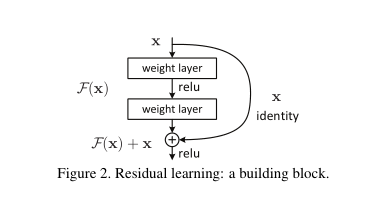 x
weight layer
F(x)
relu
weight layer
x
identity
F(x) + x
+
relu
Figure 2. Residual learning: a building block.